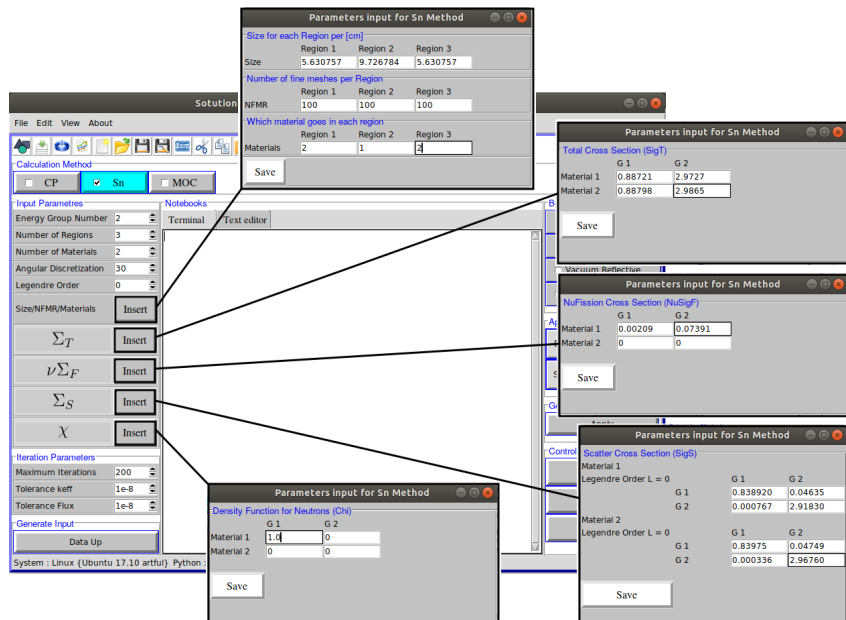 Parameters input for Sn Method
Size for each Region per [cm]
Region 1 Region 2 Region 3
Size 5.630757 9.726784 5.630757
Number of fine meshes per Region
Region 1 Region 2 Region 3
NFMR 100 100 100
Which material goes in each region
Region 1 Region 2 Region 3
Materials 2 1 2
Save
Sotution
File Edit View About
Calculation Method
CP Sn MOC
Input Parametres
Energy Group Number 2
Number of Regions 3
Number of Materials 2
Angular Discretization 30
Legendre Order 0
Size/NFMR/Materials Insert
Σ_T Insert
νΣ_F Insert
Σ_S Insert
χ Insert
Iteration Parameters
Maximum Iterations 200
Tolerance keff 1e-8
Tolerance Flux 1e-8
Generate Input
Data Up
System : Linux {Ubuntu 17.10 artful} Python :
Notebooks
Terminal Text editor
Vacuum Reflective
Apply
Control
Parameters input for Sn Method
Total Cross Section (SigT)
G 1 G 2
Material 1 0.88721 2.9727
Material 2 0.88798 2.9865
Save
Parameters input for Sn Method
NuFission Cross Section (NuSigF)
G 1 G 2
Material 1 0.00209 0.07391
Material 2 0 0
Save
Parameters input for Sn Method
Scatter Cross Section (SigS)
Material 1
Legendre Order L = 0 G 1 G 2
G 1 0.838920 0.04635
G 2 0.000767 2.91830
Material 2
Legendre Order L = 0 G 1 G 2
G 1 0.83975 0.04749
G 2 0.000336 2.96760
Save
Parameters input for Sn Method
Density Function for Neutrons (Chi)
G 1 G 2
Material 1 1.0 0
Material 2 0 0
Save